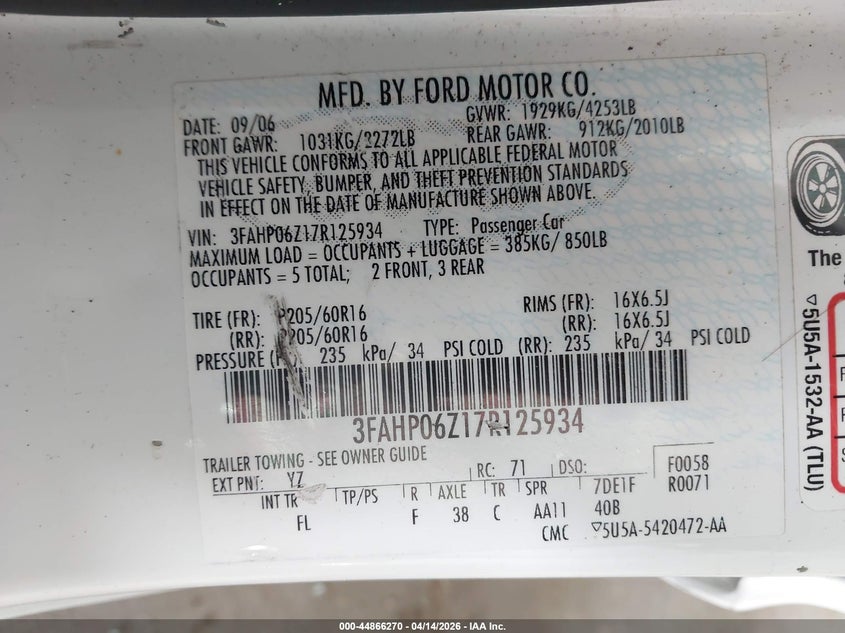 MFD. BY FORD MOTOR CO.
DATE: 09/06 GVWR: 1929KG/4253LB
FRONT GAWR: 1031KG/2272LB REAR GAWR: 912KG/2010LB
THIS VEHICLE CONFORMS TO ALL APPLICABLE FEDERAL MOTOR
VEHICLE SAFETY, BUMPER, AND THEFT PREVENTION STANDARDS
IN EFFECT ON THE DATE OF MANUFACTURE SHOWN ABOVE.
VIN: 3FAHP06Z17R125934 TYPE: Passenger Car
MAXIMUM LOAD = OCCUPANTS + LUGGAGE = 385KG/ 850LB
OCCUPANTS = 5 TOTAL; 2 FRONT, 3 REAR
TIRE (FR): P205/60R16 RIMS (FR): 16X6.5J
(RR): P205/60R16 (RR): 16X6.5J
PRESSURE 235 kPa/ 34 PSI COLD (RR): 235 kPa/ 34 PSI COLD
3FAHP06Z17R125934
TRAILER TOWING - SEE OWNER GUIDE
EXT PNT: YZ RC: 71 DSO: F0058
INT TR TP/PS R AXLE TR SPR 7DE1F R0071
FL F 38 C AA11 40B
CMC 5U5A-5420472-AA
The
5U5A-1532-AA (TLU)
000-44866270 - 04/14/2026 - IAA Inc.